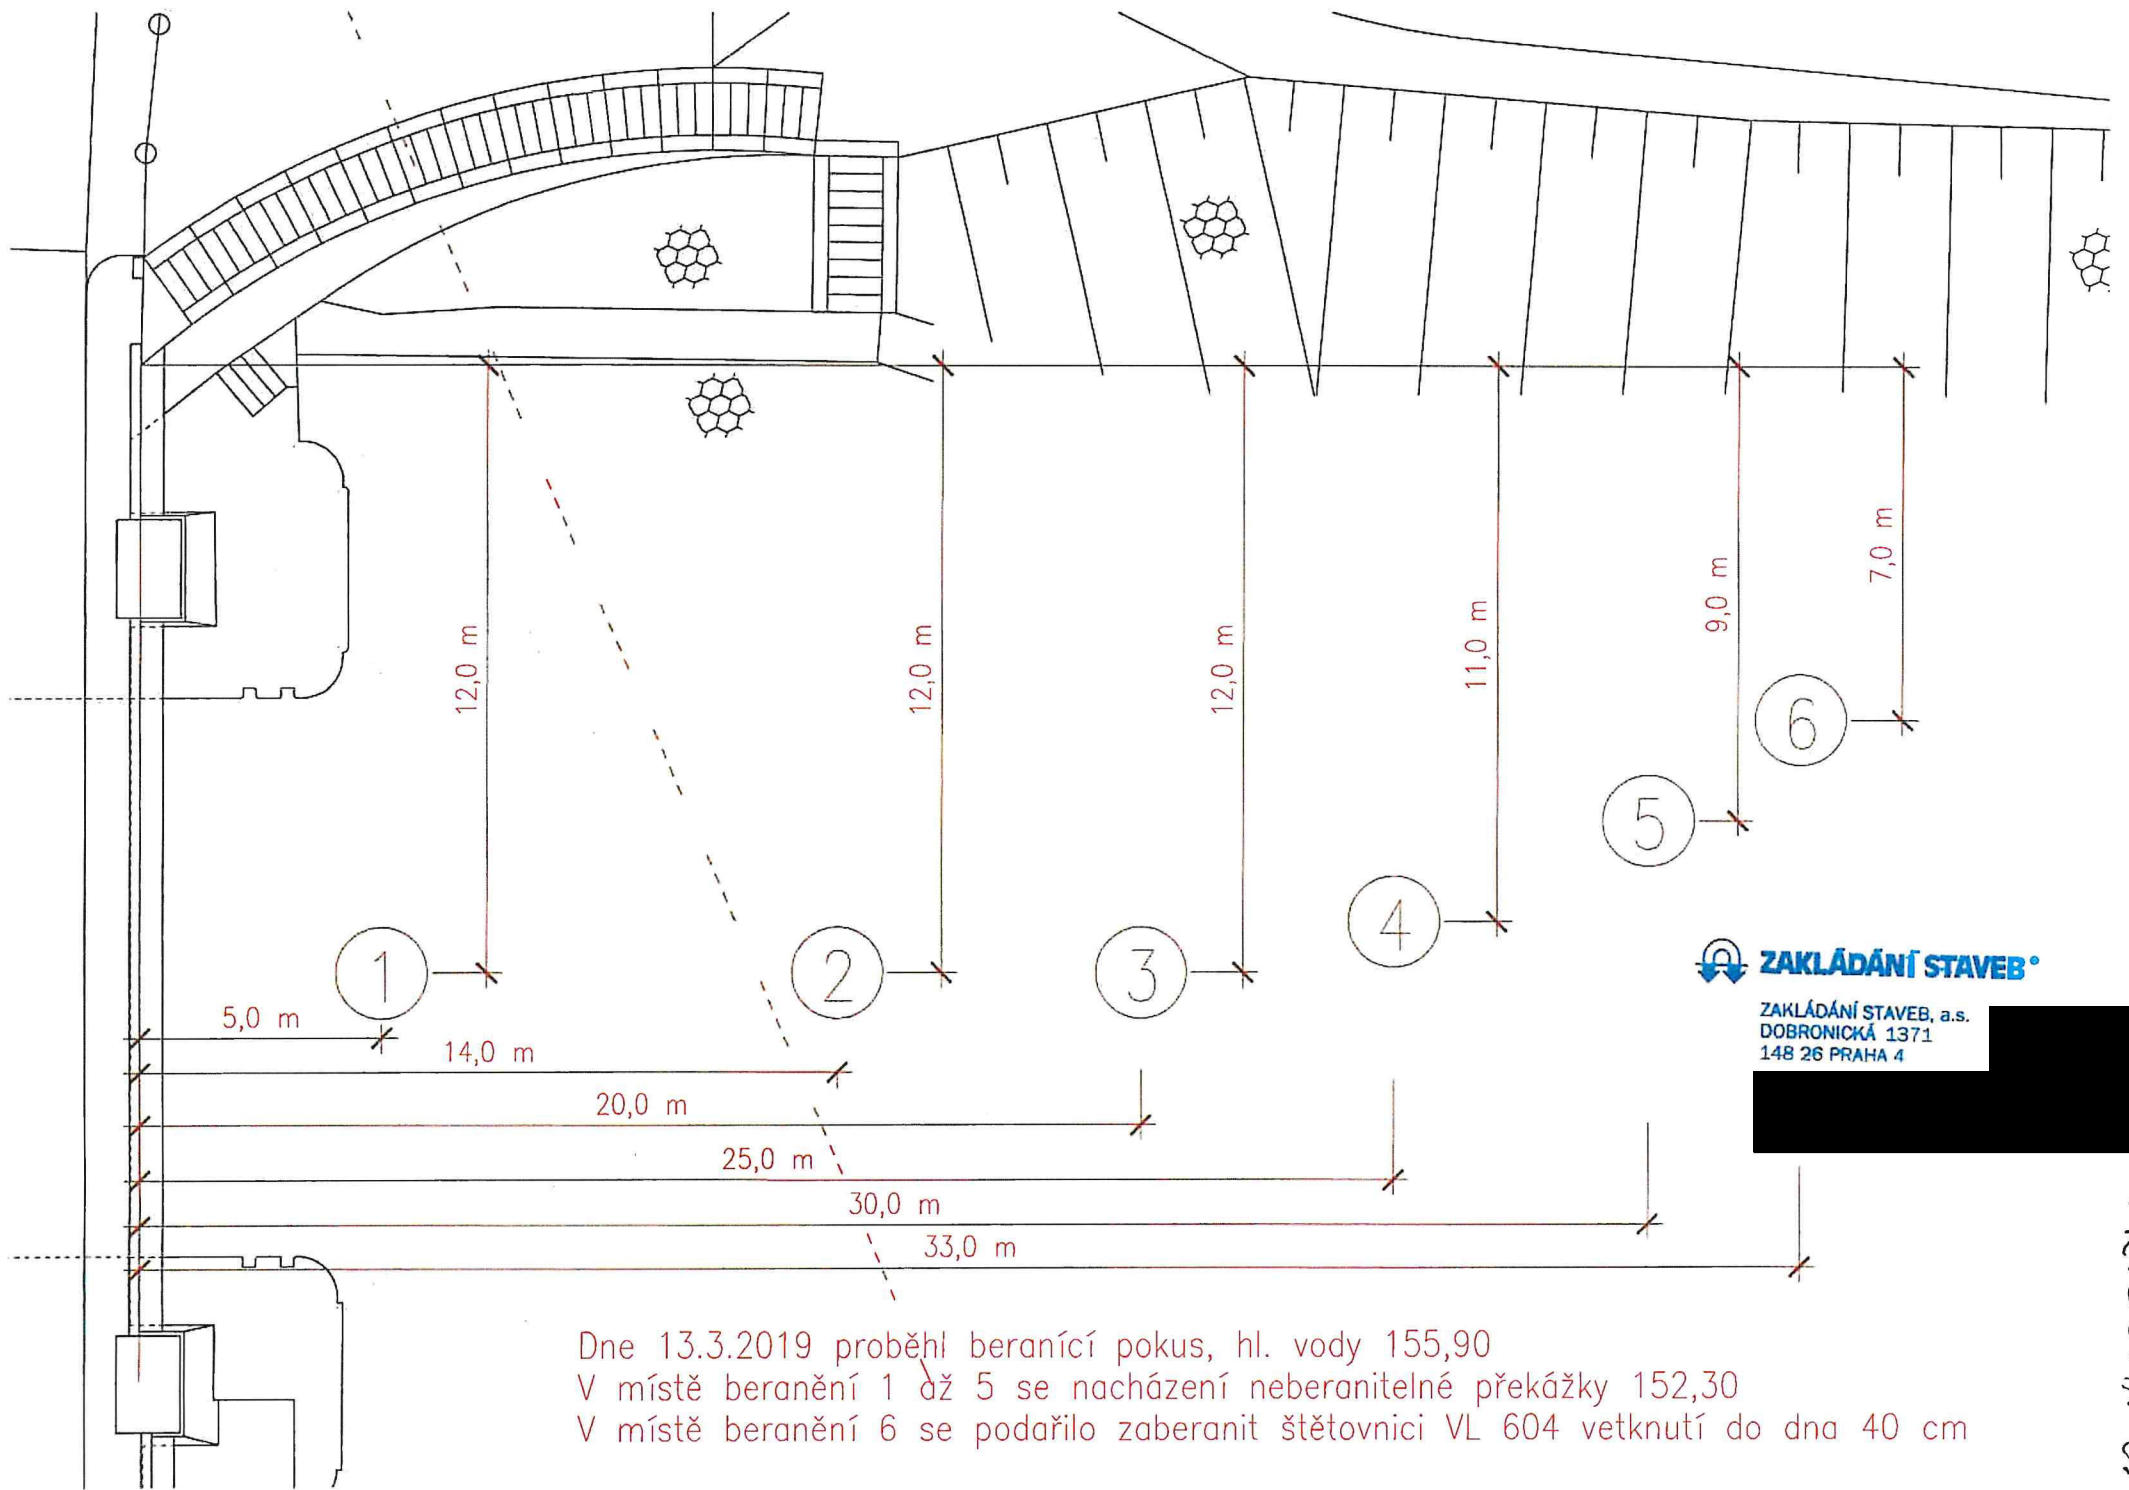 12,0 m
12,0 m
12,0 m
11,0 m
9,0 m
7,0 m
1
2
3
4
5
6
ZAKLÁDÁNÍ STAVEB
ZAKLÁDÁNÍ STAVEB, a.s.
DOBRONICKÁ 1371
148 26 PRAHA 4
5,0 m
14,0 m
20,0 m
25,0 m
30,0 m
33,0 m
Dne 13.3.2019 proběhl beranící pokus, hl. vody 155,90
V místě beranění 1 až 5 se nacházení neberanitelné překážky 152,30
V místě beranění 6 se podařilo zaberanit štětovnici VL 604 vetknutí do dna 40 cm